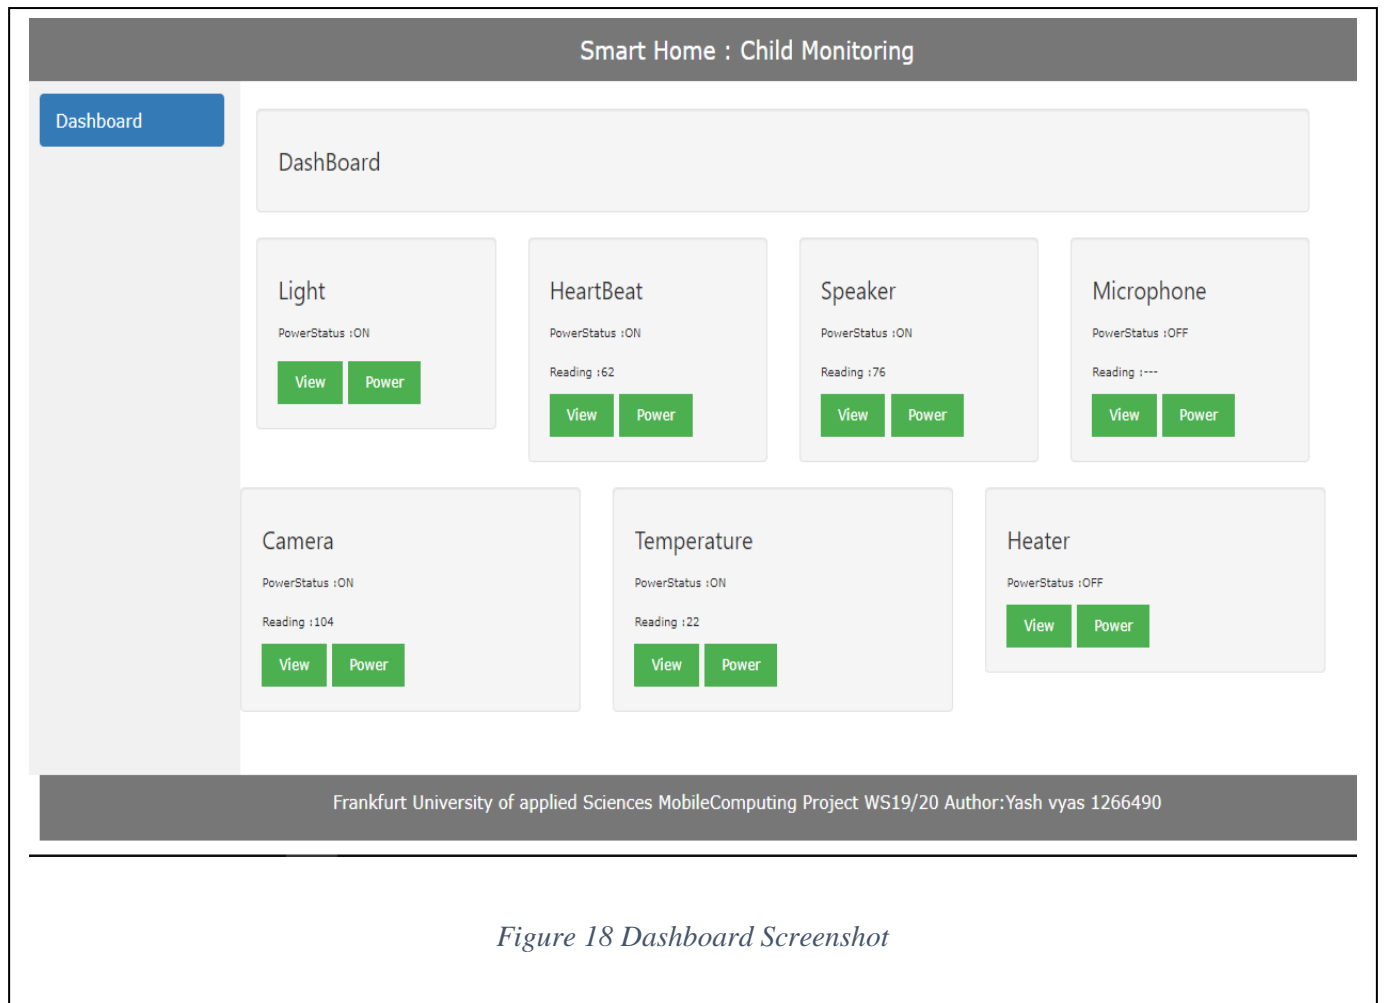 Smart Home : Child Monitoring
Dashboard
DashBoard
Light
PowerStatus :ON
View Power
HeartBeat
PowerStatus :ON
Reading :62
View Power
Speaker
PowerStatus :ON
Reading :76
View Power
Microphone
PowerStatus :OFF
Reading :---
View Power
Camera
PowerStatus :ON
Reading :104
View Power
Temperature
PowerStatus :ON
Reading :22
View Power
Heater
PowerStatus :OFF
View Power
Frankfurt University of applied Sciences MobileComputing Project WS19/20 Author:Yash vyas 1266490
Figure 18 Dashboard Screenshot